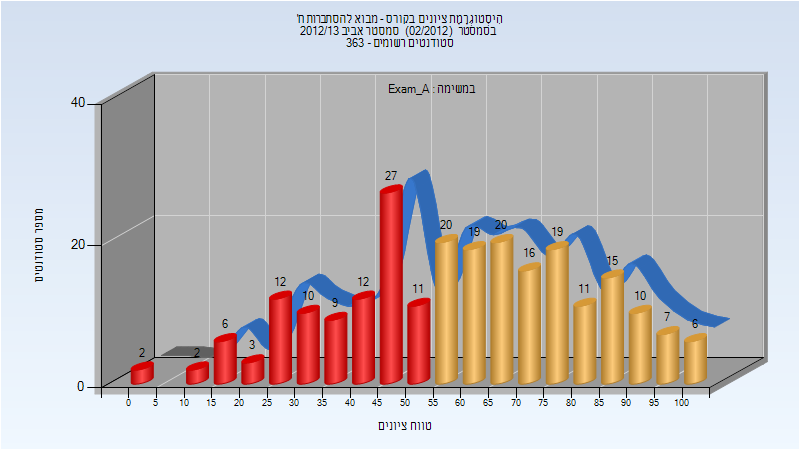 היסטוגרמת ציונים בקורס - מבוא להסתברות ח'
בסמסטר (02/2012) סמסטר אביב 2012/13
סטודנטים רשומים - 363
במשימה : Exam_A
מספר סטודנטים
40
20
0
2 2 6 3 12 10 9 12 27 11 20 19 20 16 19 11 15 10 7 6
0 5 10 15 20 25 30 35 40 45 50 55 60 65 70 75 80 85 90 95 100
טווח ציונים